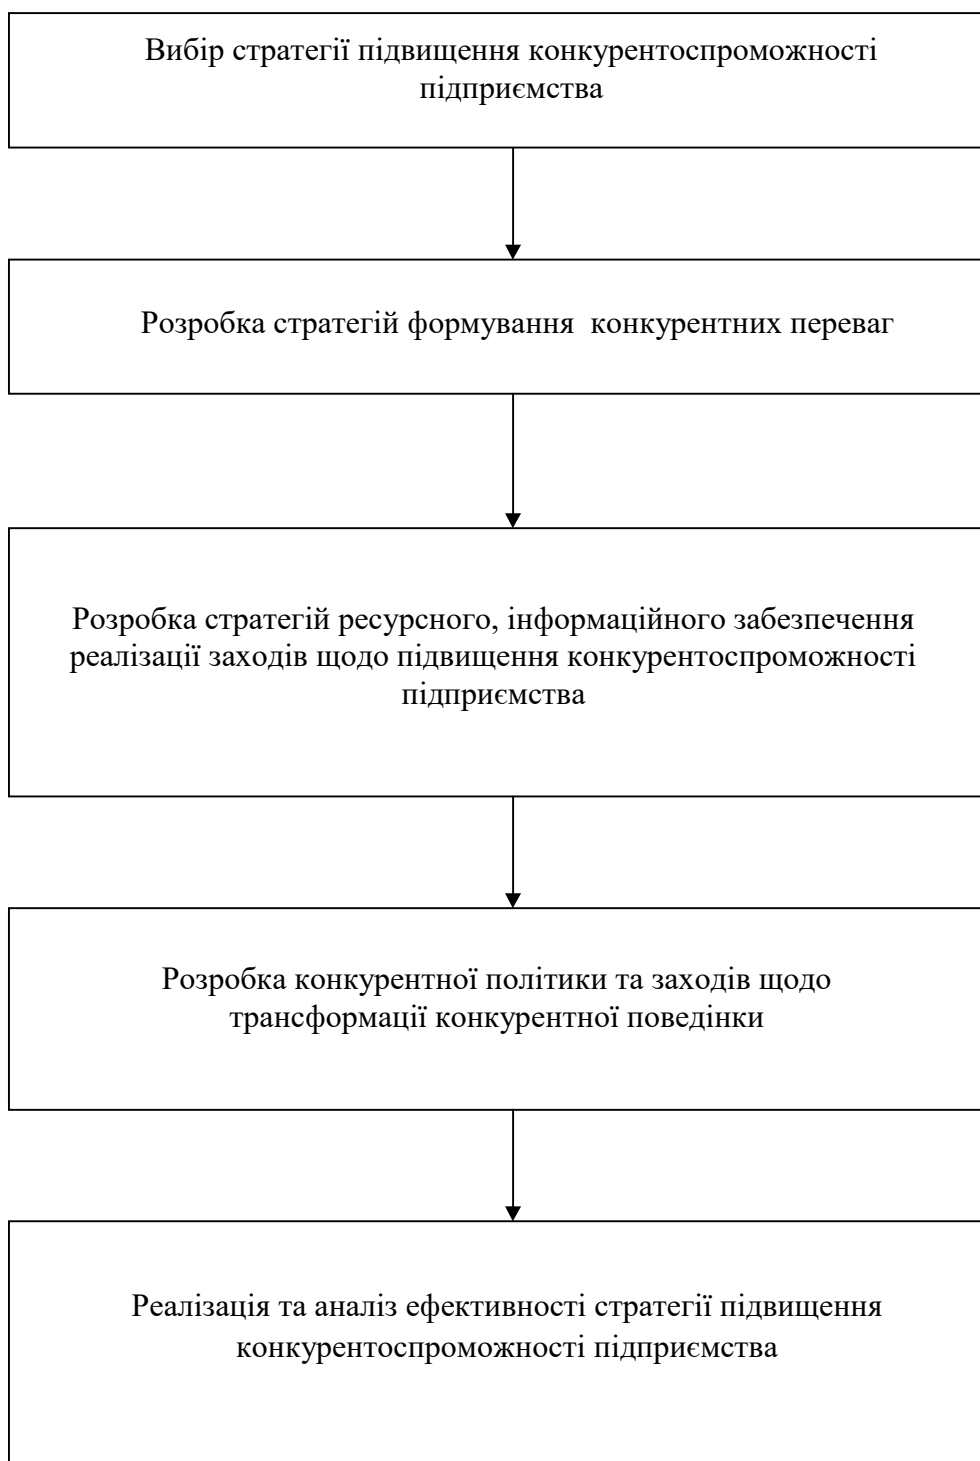 Вибір стратегії підвищення конкурентоспроможності
підприємства
Розробка стратегій формування  конкурентних переваг
Розробка стратегій ресурсного, інформаційного забезпечення
реалізації заходів щодо підвищення конкурентоспроможності
підприємства
Розробка конкурентної політики та заходів щодо
трансформації конкурентної поведінки
Реалізація та аналіз ефективності стратегії підвищення
конкурентоспроможності підприємства